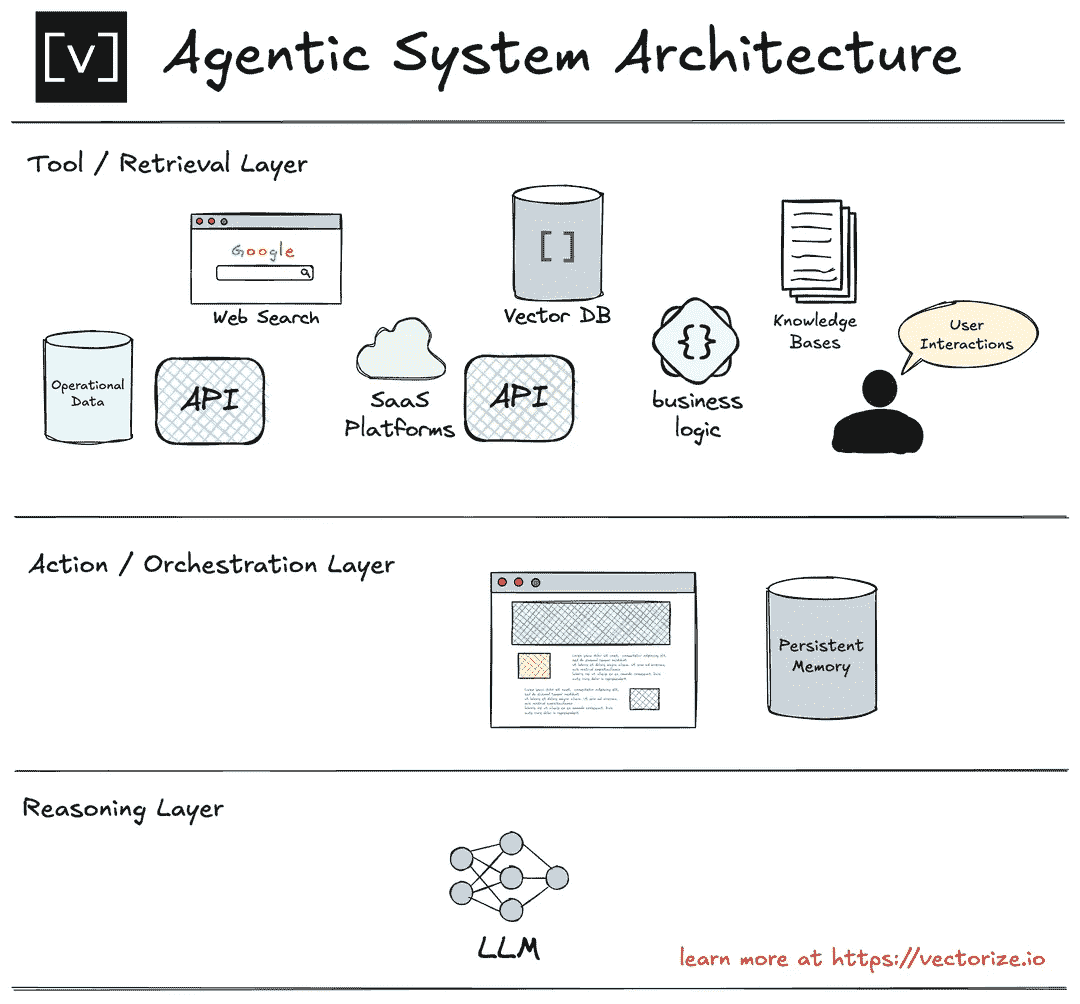 [v]
Agentic System Architecture
Tool / Retrieval Layer
Google
Web Search
[ ]
Vector DB
Knowledge
Bases
User
Interactions
Operational
Data
API
SaaS
Platforms
API
{}
business
logic
Action / Orchestration Layer
Persistent
Memory
Reasoning Layer
LLM
learn more at https://vectorize.io